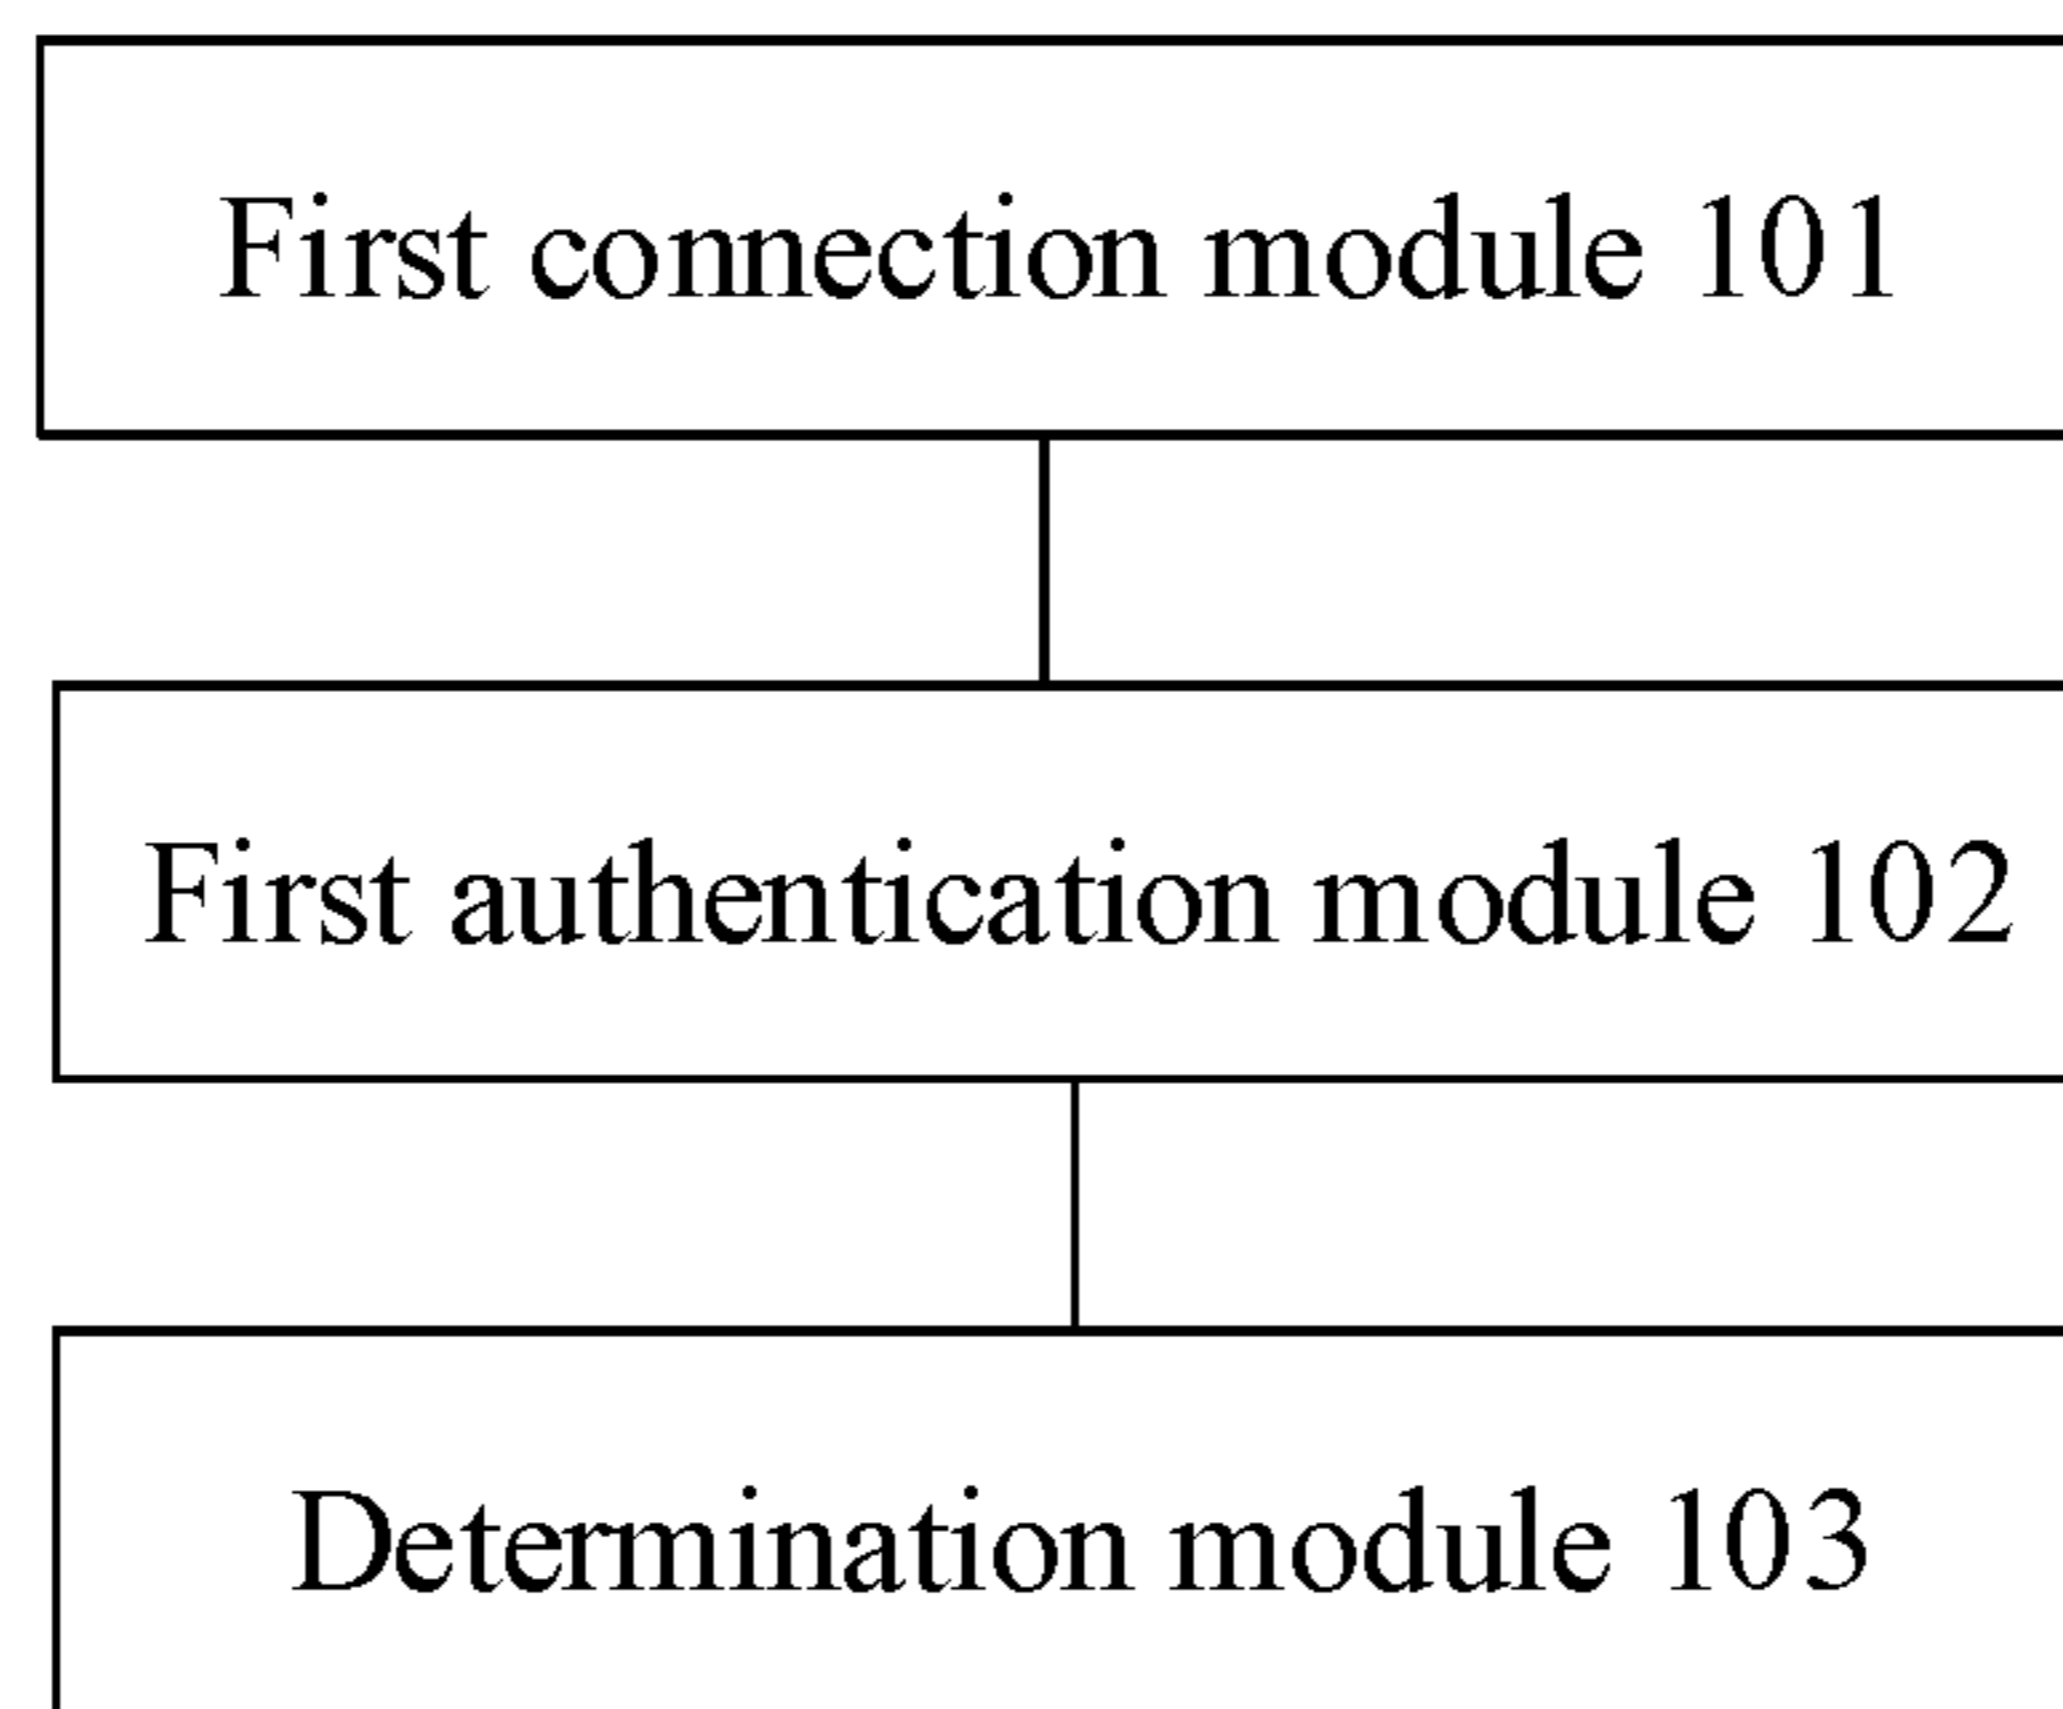 First connection module 101
First authentication module 102
Determination module 103